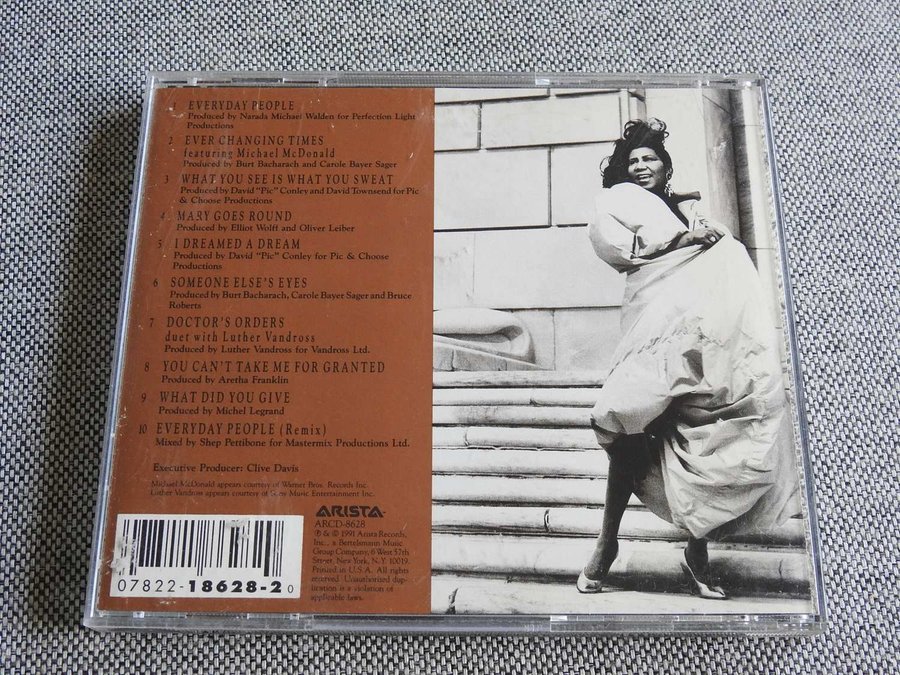 1 EVERYDAY PEOPLE
Produced by Narada Michael Walden for Perfection Light
Productions
2 EVER CHANGING TIMES
featuring Michael McDonald
Produced by Burt Bacharach and Carole Bayer Sager
3 WHAT YOU SEE IS WHAT YOU SWEAT
Produced by David "Pic" Conley and David Townsend for Pic
& Choose Productions
4 MARY GOES ROUND
Produced by Elliot Wolff and Oliver Leiber
5 I DREAMED A DREAM
Produced by David "Pic" Conley for Pic & Choose
Productions
6 SOMEONE ELSE'S EYES
Produced by Burt Bacharach, Carole Bayer Sager and Bruce
Roberts
7 DOCTOR'S ORDERS
duet with Luther Vandross
Produced by Luther Vandross for Vandross Ltd.
8 YOU CAN'T TAKE ME FOR GRANTED
Produced by Aretha Franklin
9 WHAT DID YOU GIVE
Produced by Michel Legrand
10 EVERYDAY PEOPLE (Remix)
Mixed by Shep Pettibone for Mastermix Productions Ltd.
Executive Producer: Clive Davis
Michael McDonald appears courtesy of Warner Bros. Records Inc.
Luther Vandross appears courtesy of Sony Music Entertainment Inc.
ARISTA
ARCD-8628
℗ & © 1991 Arista Records,
Inc., a Bertelsmann Music
Group Company, 6 West 57th
Street, New York, N.Y. 10019.
Printed in U.S.A. All rights
reserved. Unauthorised dup-
lication is a violation of
applicable laws.
07822-18628-2 0